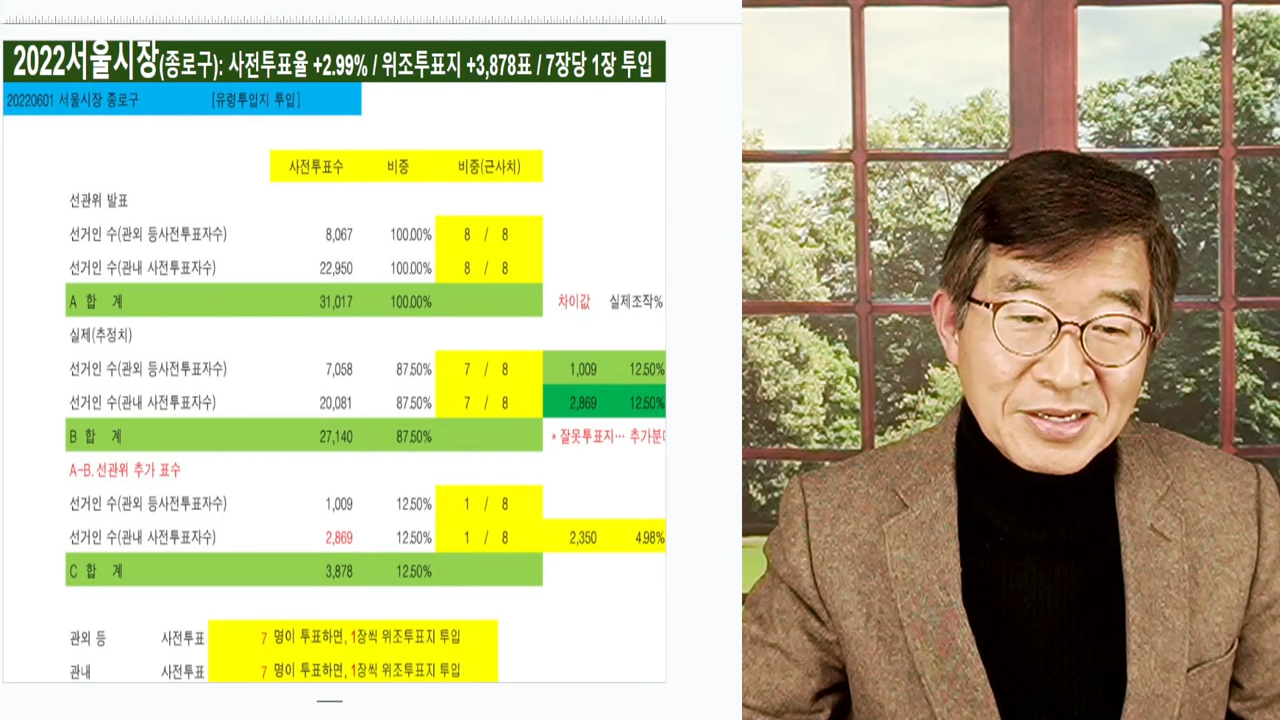 2022서울시장(종로구): 사전투표율 +2.99% / 위조투표지 +3,878표 / 7장당 1장 투입
20220601 서울시장 종로구 [유령투입지 투입]
사전투표수 비중 비중(근사치)
선관위 발표
선거인 수(관외 등사전투표자수) 8,067 100.00% 8 / 8
선거인 수(관내 사전투표자수) 22,950 100.00% 8 / 8
A 합 계 31,017 100.00% 차이값 실제조작%
실제(추정치)
선거인 수(관외 등사전투표자수) 7,058 87.50% 7 / 8 1,009 12.50%
선거인 수(관내 사전투표자수) 20,081 87.50% 7 / 8 2,869 12.50%
B 합 계 27,140 87.50% * 잘못투표지… 추가분
A-B. 선관위 추가 표수
선거인 수(관외 등사전투표자수) 1,009 12.50% 1 / 8
선거인 수(관내 사전투표자수) 2,869 12.50% 1 / 8 2,350 4.98%
C 합 계 3,878 12.50%
관외 등 사전투표 7 명이 투표하면, 1장씩 위조투표지 투입
관내 사전투표 7 명이 투표하면, 1장씩 위조투표지 투입